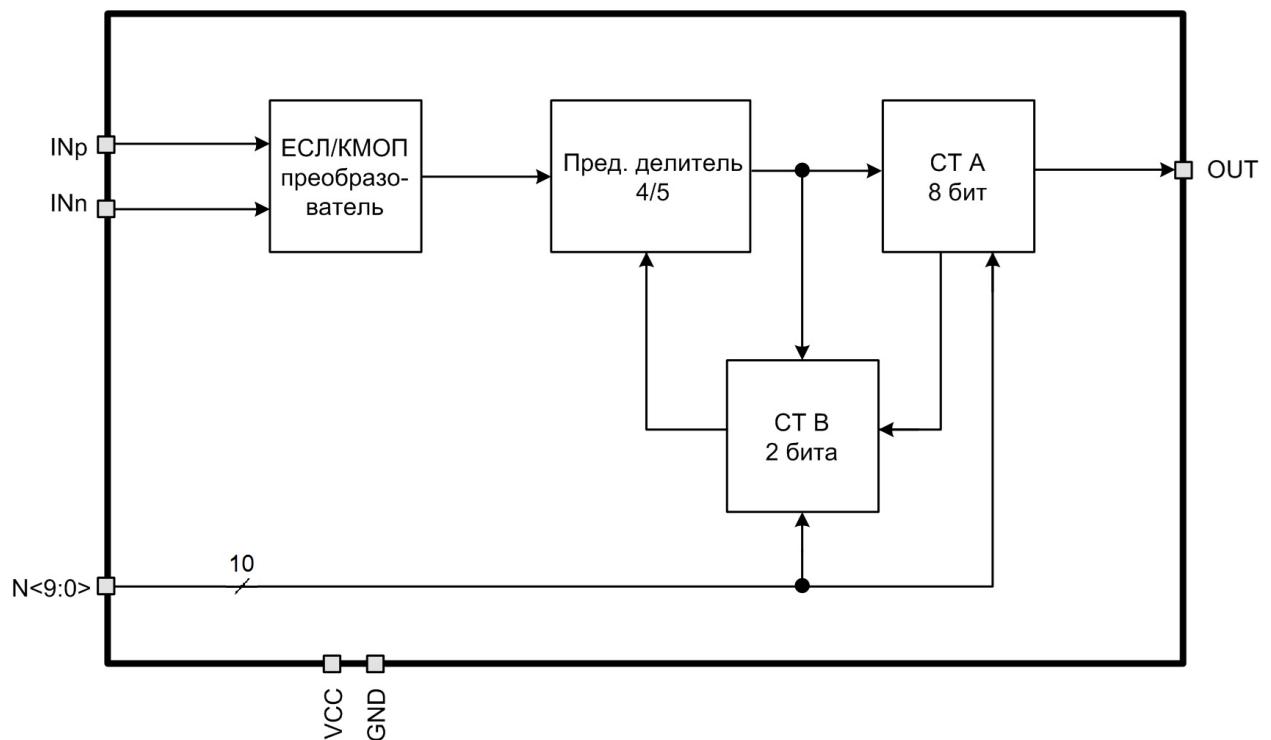 INp
INn
ЕСЛ/КМОП
преобразо-
ватель
Пред. делитель
4/5
СТ А
8 бит
OUT
СТ В
2 бита
N<9:0>
10
VCC
GND